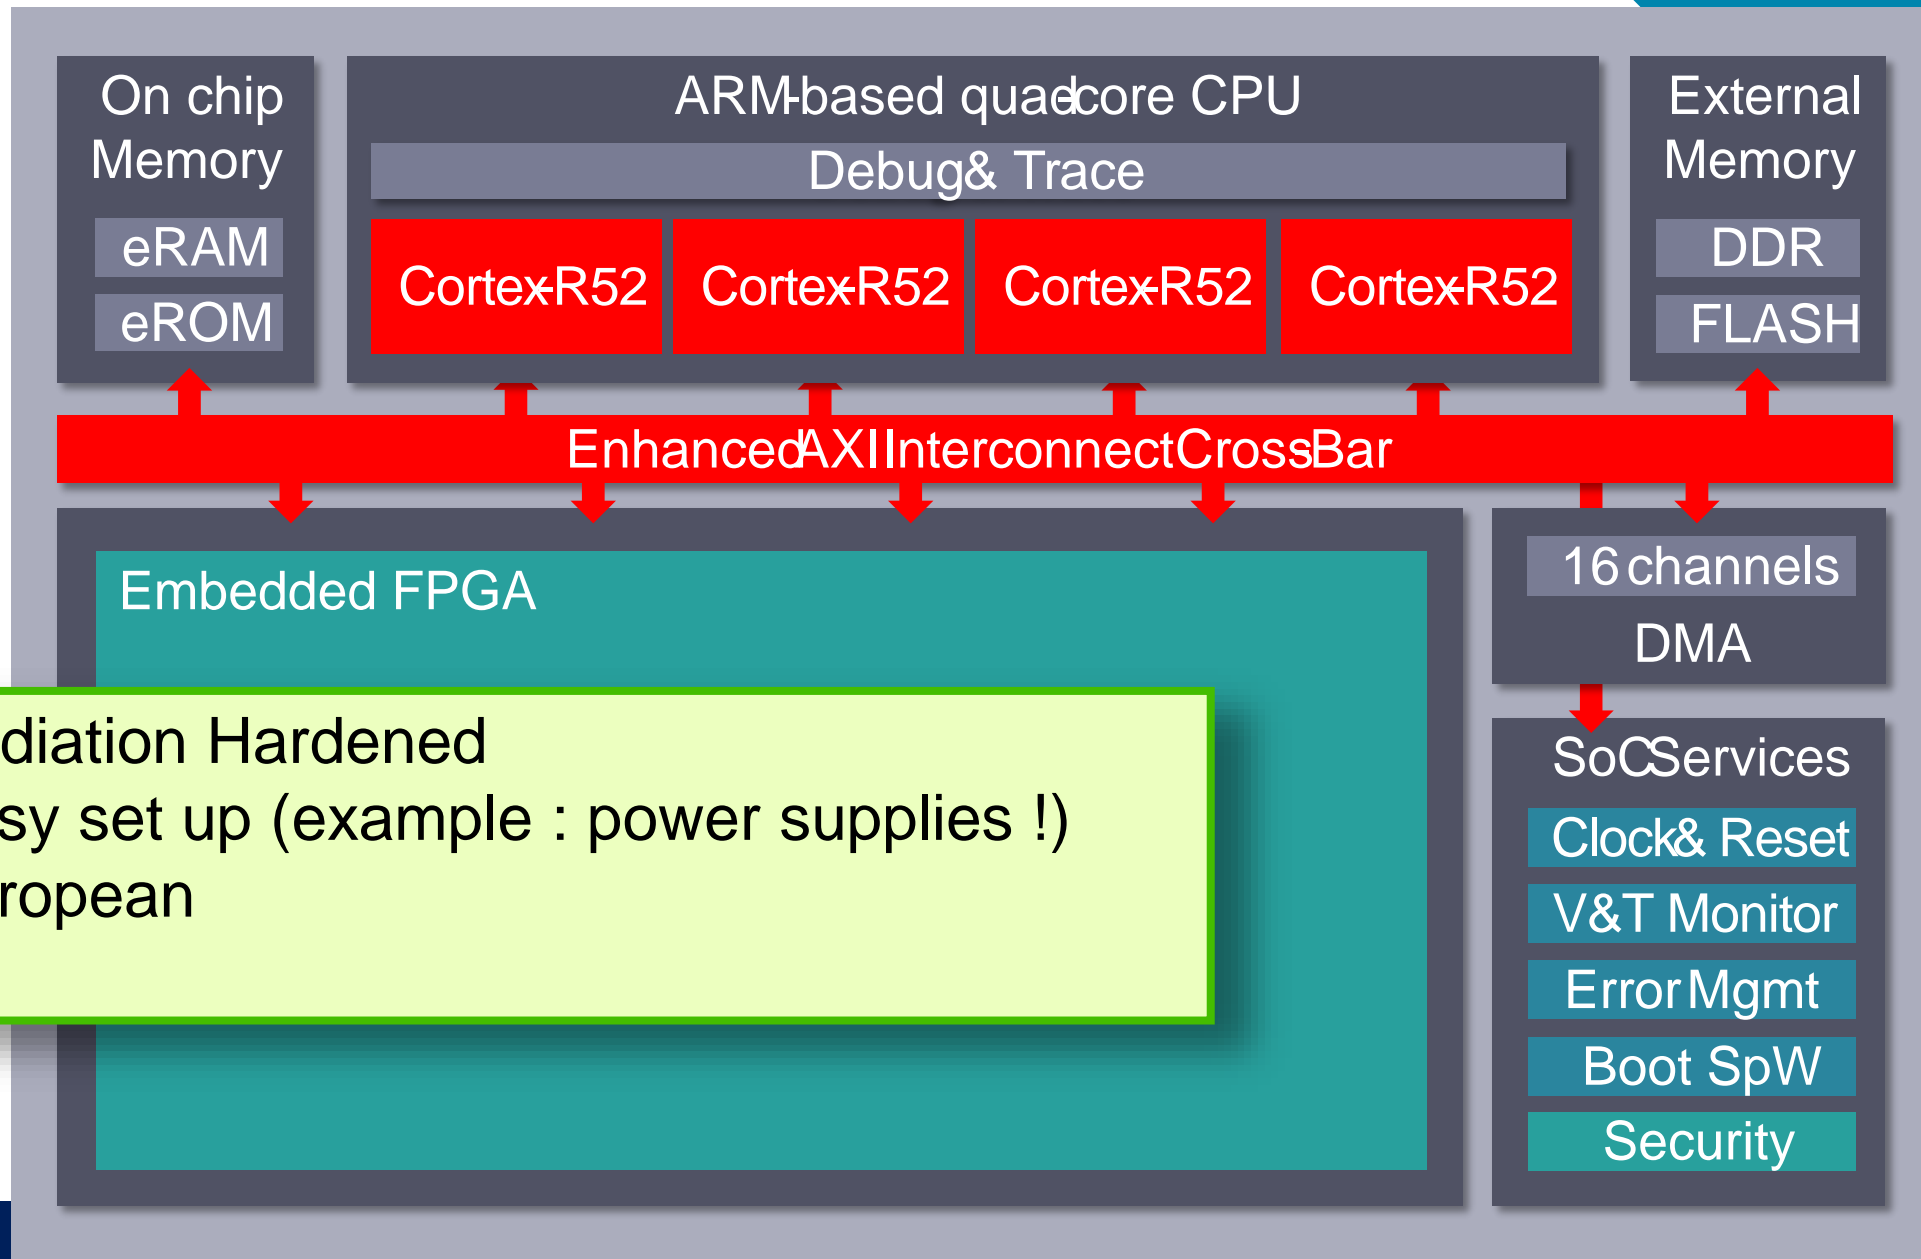 On chip
Memory
eRAM
eROM
ARM-based quad-core CPU
Debug & Trace
Cortex-R52
Cortex-R52
Cortex-R52
Cortex-R52
External
Memory
DDR
FLASH
Enhanced AXI Interconnect Cross-Bar
Embedded FPGA
diation Hardened
sy set up (example : power supplies !)
ropean
16 channels
DMA
SoC Services
Clock & Reset
V&T Monitor
Error Mgmt
Boot SpW
Security